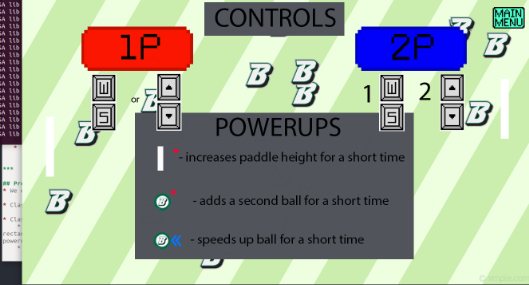 CONTROLS
MAIN
MENU
1P
2P
W
or
S
1
W
2
S
POWERUPS
- increases paddle height for a short time
- adds a second ball for a short time
- speeds up ball for a short time
B
B
B
B
B
B
B
B
B